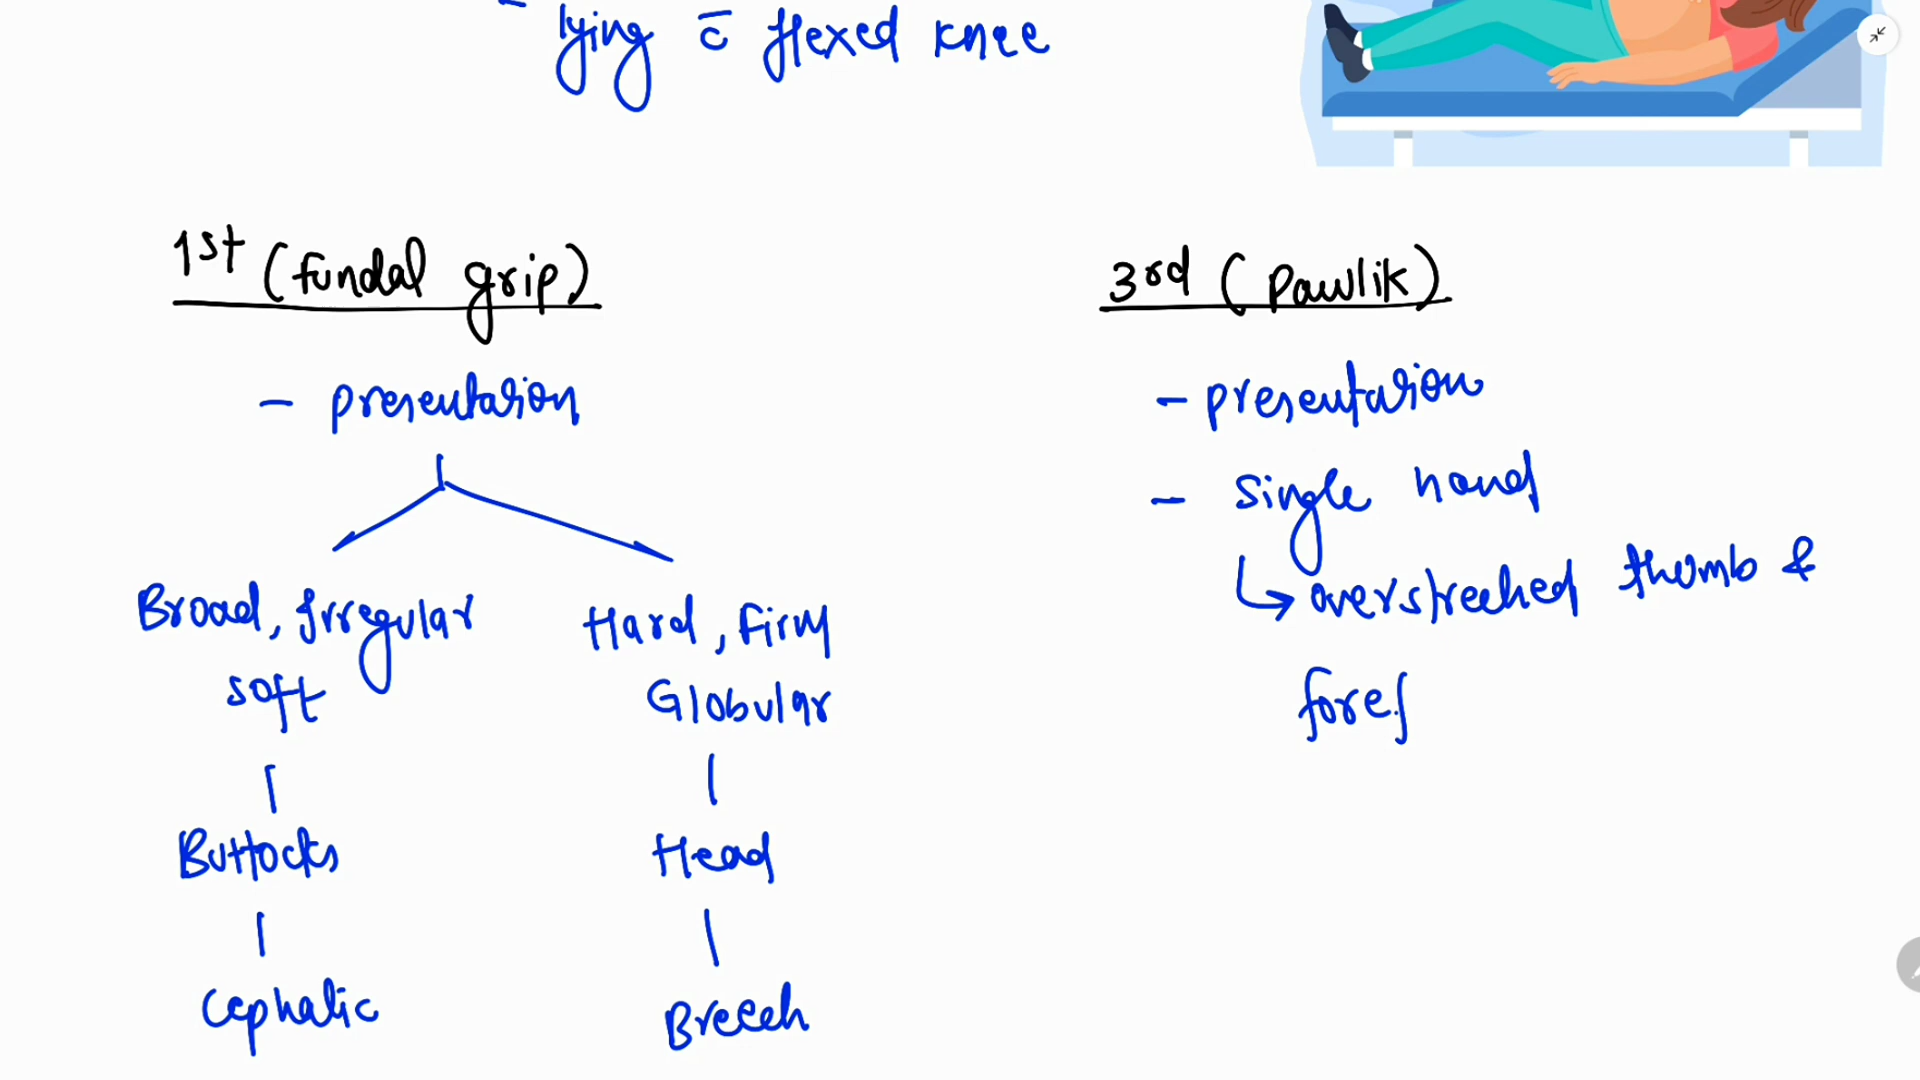 - lying c̄ flexed knee
1st (fundal grip)
- presentation
Broad, Irregular
soft
Buttocks
Cephalic
Hard, Firm
Globular
Head
Breech
3rd (pawlik)
- presentation
- single hand
↳ overstreched thumb &
foref